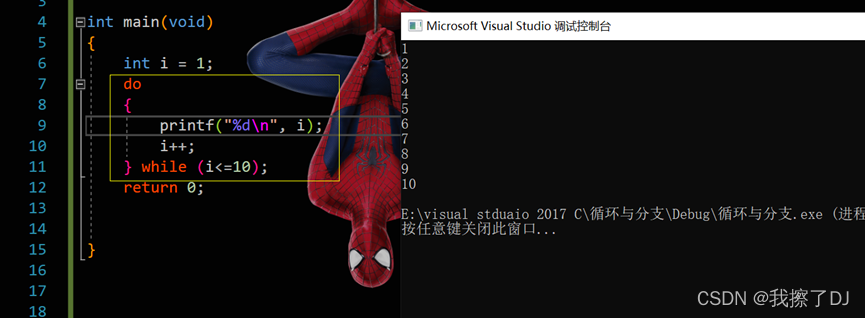 3
4 int main(void)
5 {
6 int i = 1;
7 do
8 {
9 printf("%d\n", i);
10 i++;
11 } while (i<=10);
12 return 0;
13
14
15 }
16
17
18
Microsoft Visual Studio 调试控制台
1
2
3
4
5
6
7
8
9
10
E:\visual stduaio 2017 C\循环与分支\Debug\循环与分支.exe (进程
按任意键关闭此窗口...
CSDN @我擦了DJ